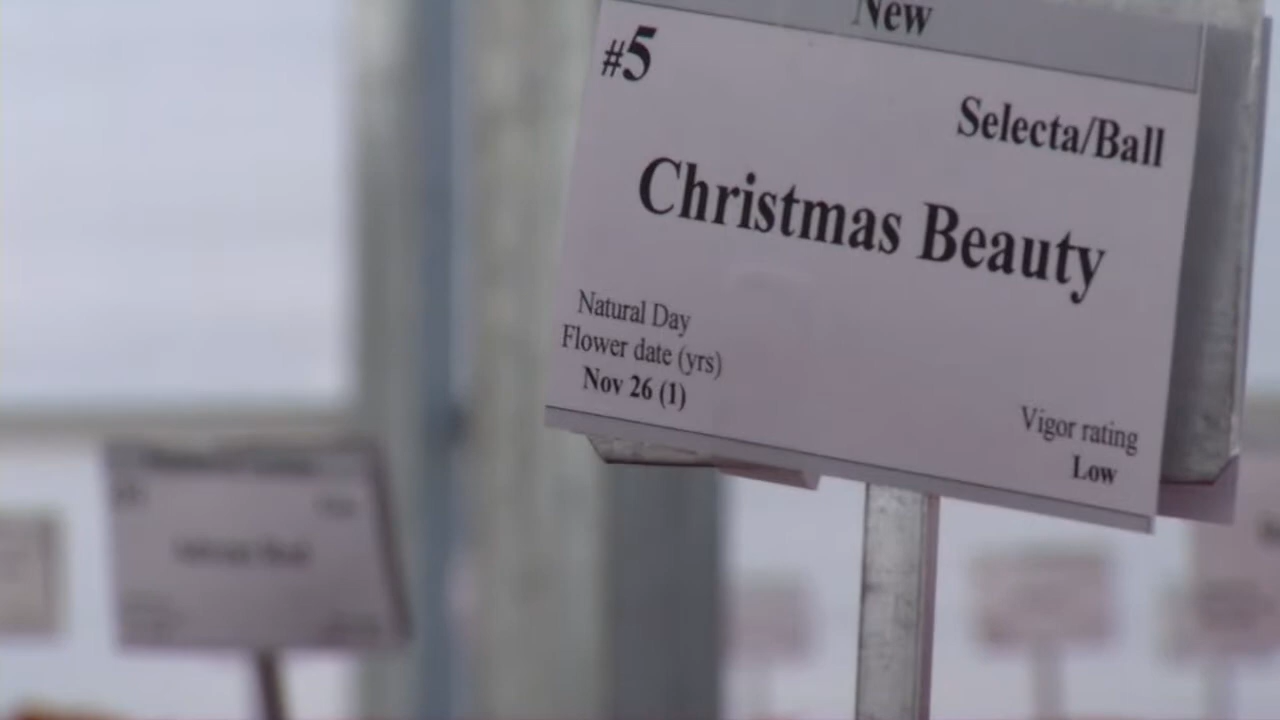 New
#5
Selecta/Ball
Christmas Beauty
Natural Day
Flower date (yrs)
Nov 26 (1)
Vigor rating
Low